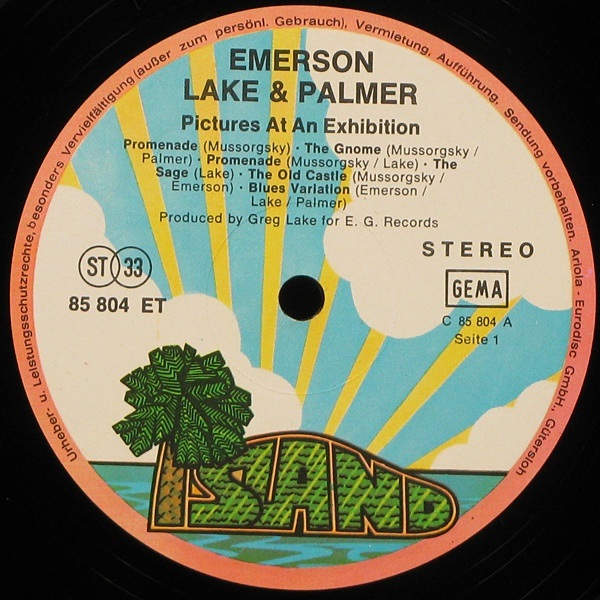 Urheber- u. Leistungsschutzrechte, besonders Vervielfältigung (außer zum persönl. Gebrauch), Vermietung, Aufführung, Sendung vorbehalten. Ariola - Eurodisc GmbH., Gütersloh
EMERSON
LAKE & PALMER
Pictures At An Exhibition
Promenade (Mussorgsky) · The Gnome (Mussorgsky /
Palmer) · Promenade (Mussorgsky / Lake) · The
Sage (Lake) · The Old Castle (Mussorgsky /
Emerson) · Blues Variation (Emerson /
Lake / Palmer)
Produced by Greg Lake for E. G. Records
STEREO
ST 33
GEMA
85 804 ET
C 85 804 A
Seite 1
ISLAND